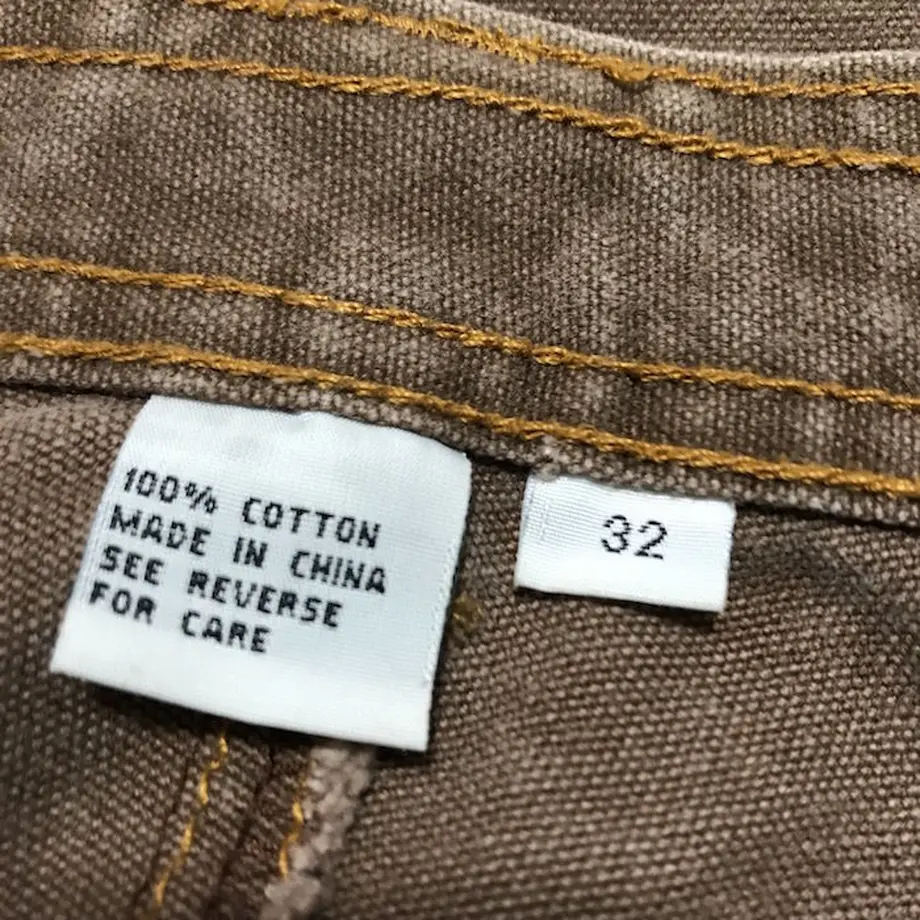 100% COTTON
MADE IN CHINA
SEE REVERSE
FOR CARE
32